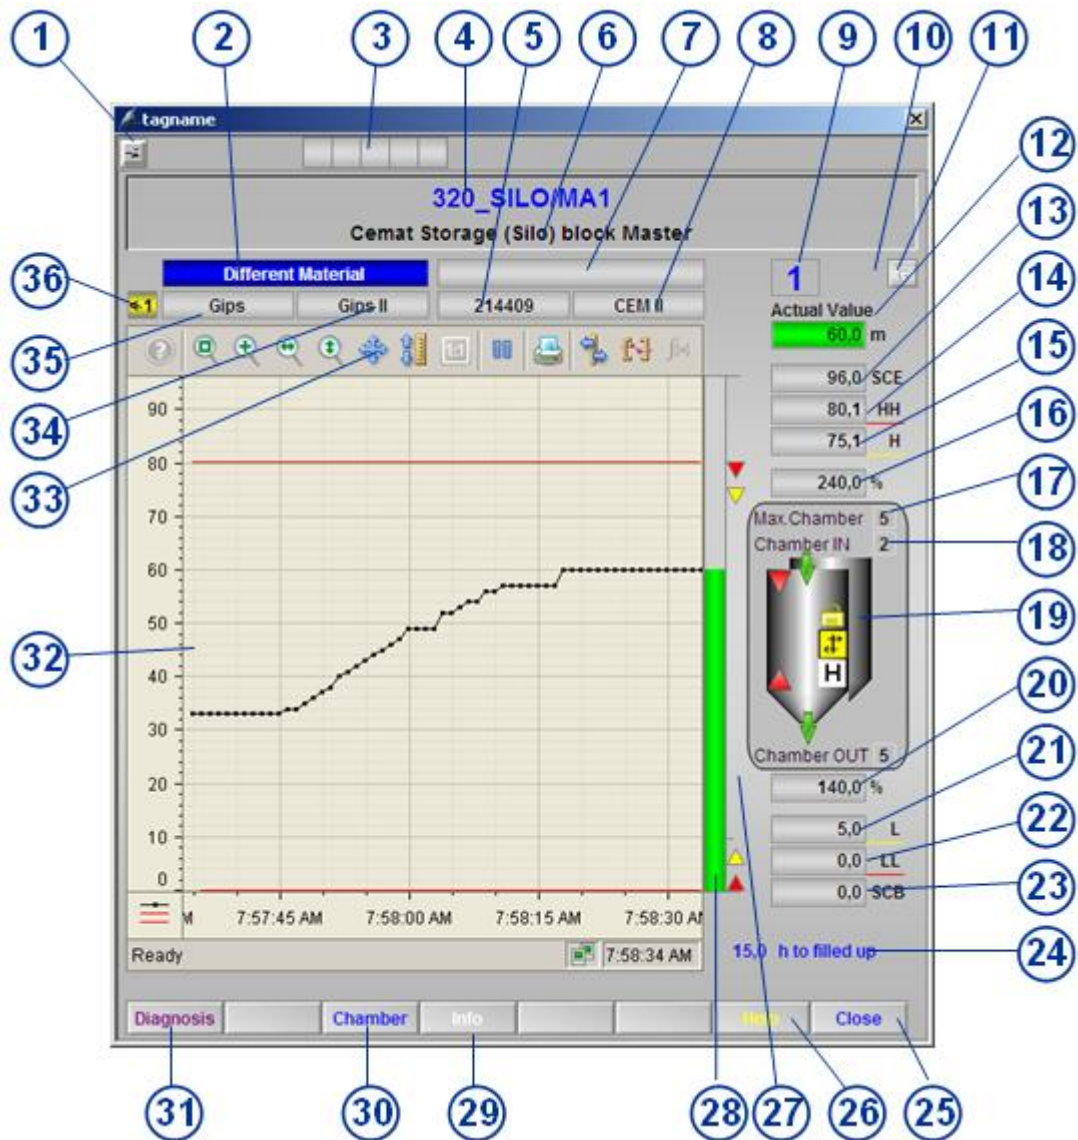 1 2 3 4 5 6 7 8 9 10 11
tagname
12
320_SILO/MA1
Cemat Storage (Silo) block Master
13
Different Material
1
36
1 Gips Gips II 214409 CEM II
Actual Value
14
60,0 m
35
15
96,0 SCE
90
80,1 HH
34
16
75,1 H
80
33
240,0 %
17
70
Max.Chamber 5
Chamber IN 2
18
60
50
19
32
H
40
20
30
Chamber OUT 5
21
20
140,0 %
5,0 L
22
10
0,0 LL
0
0,0 SCB
23
M 7:57:45 AM 7:58:00 AM 7:58:15 AM 7:58:30 AM
Ready 7:58:34 AM
15,0 h to filled up
24
Diagnosis Chamber Info Help Close
31 30 29 28 27 26 25